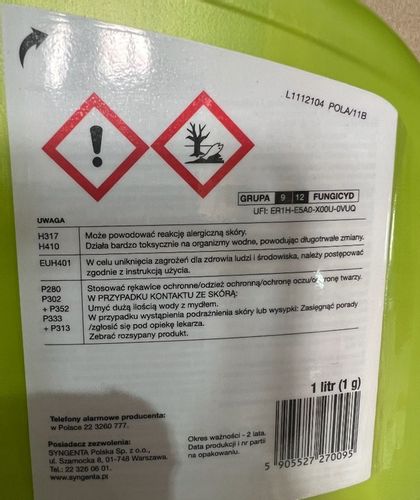 L1112104 POLA/11B
GRUPA 9 12 FUNGICYD
UFI: ER1H-E5A0-X00U-0VUQ
UWAGA
H317 Może powodować reakcję alergiczną skóry.
H410 Działa bardzo toksycznie na organizmy wodne, powodując długotrwałe zmiany.
EUH401 W celu uniknięcia zagrożeń dla zdrowia ludzi i środowiska, należy postępować
zgodnie z instrukcją użycia.
P280 Stosować rękawice ochronne/odzież ochronną/ochronę oczu/ochronę twarzy.
P302 W PRZYPADKU KONTAKTU ZE SKÓRĄ:
+ P352 Umyć dużą ilością wody z mydłem.
P333 W przypadku wystąpienia podrażnienia skóry lub wysypki: Zasięgnąć porady
+ P313 /zgłosić się pod opiekę lekarza.
Zebrać rozsypany produkt.
1 litr (1 g)
Telefony alarmowe producenta:
w Polsce 22 3260 777.
Posiadacz zezwolenia:
SYNGENTA Polska Sp. z o.o.,
ul. Szamocka 8, 01-748 Warszawa.
Tel.: 22 326 06 01.
www.syngenta.pl
Okres ważności - 2 lata.
Data produkcji i nr partii
na opakowaniu.
5 905527 270095